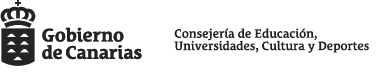 Gobierno
de Canarias
Consejería de Educación,
Universidades, Cultura y Deportes